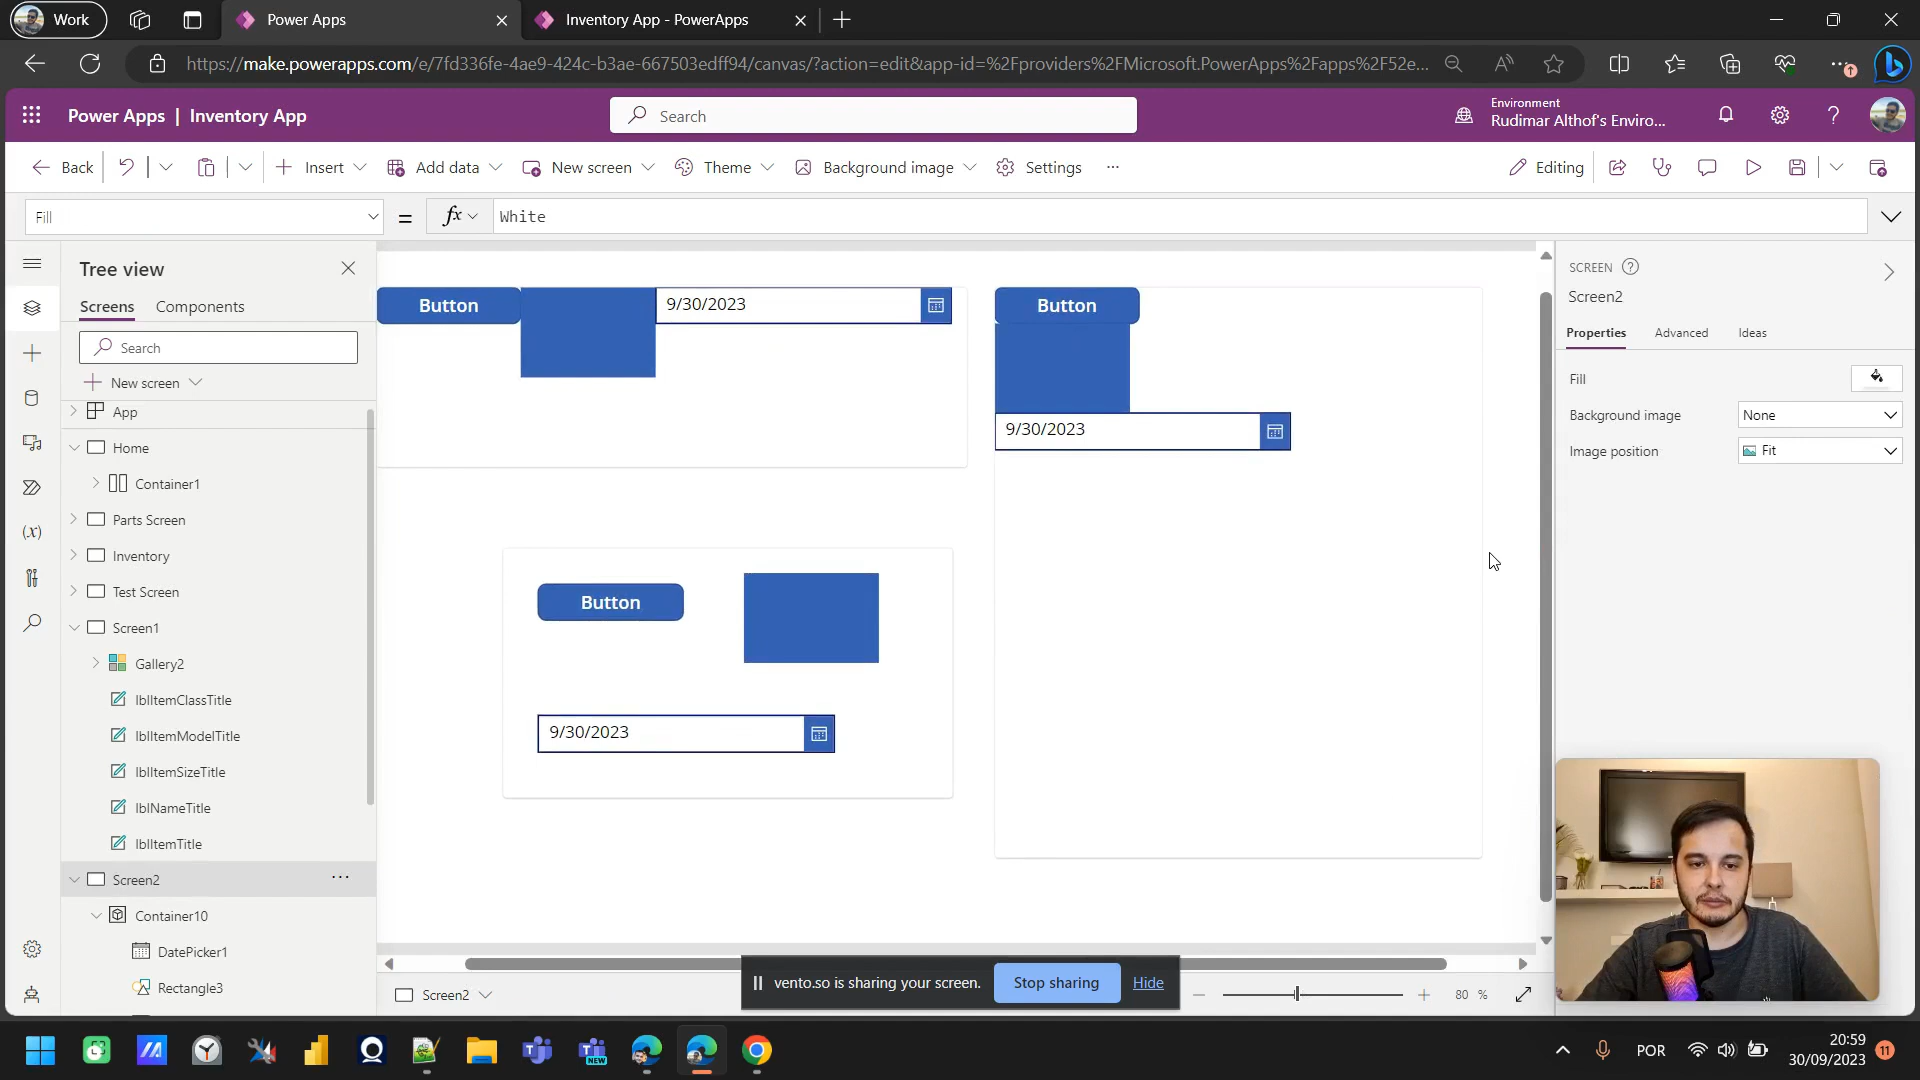 Work
Power Apps
Inventory App - PowerApps
https://make.powerapps.com/e/7fd336fe-4ae9-424c-b3ae-667503edff94/canvas/?action=edit&app-id=%2Fproviders%2FMicrosoft.PowerApps%2Fapps%2F52e...
Power Apps | Inventory App
Search
Environment
Rudimar Althof's Enviro...
Back
Insert
Add data
New screen
Theme
Background image
Settings
...
Editing
Fill
=
fx
White
Tree view
Screens
Components
Search
New screen
App
Home
Container1
Parts Screen
Inventory
Test Screen
Screen1
Gallery2
lblItemClassTitle
lblItemModelTitle
lblItemSizeTitle
lblNameTitle
lblItemTitle
Screen2
...
Container10
DatePicker1
Rectangle3
Button
9/30/2023
Button
9/30/2023
Button
9/30/2023
SCREEN
Screen2
Properties
Advanced
Ideas
Fill
Background image
None
Image position
Fit
Screen2
vento.so is sharing your screen.
Stop sharing
Hide
80 %
NEW
POR
20:59
30/09/2023
11